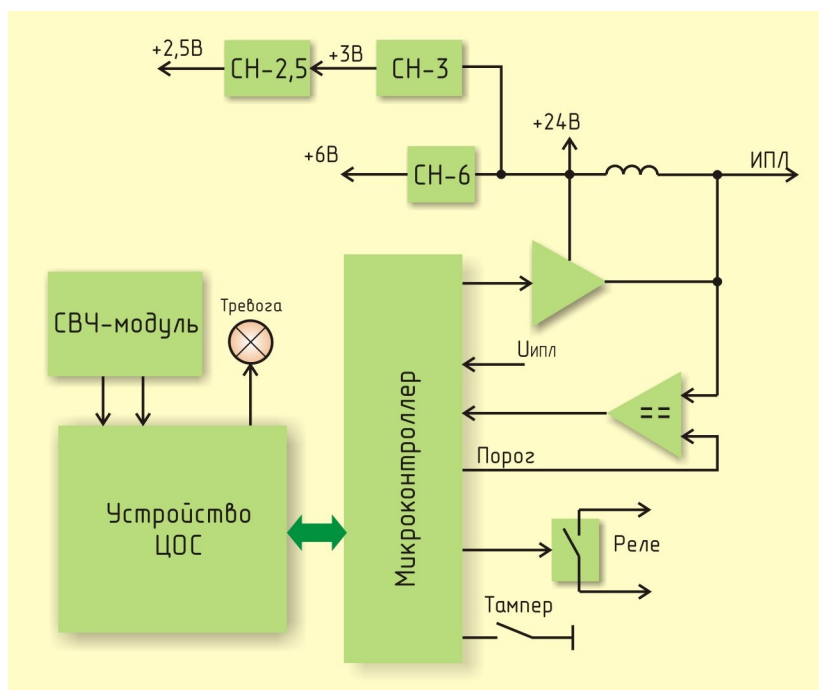 +2,5В
СН-2,5
+3В
СН-3
+24В
+6В
СН-6
ИПЛ
СВЧ-модуль
Тревога
Uипл
==
Порог
Микроконтроллер
Устройство
ЦОС
Реле
Тампер